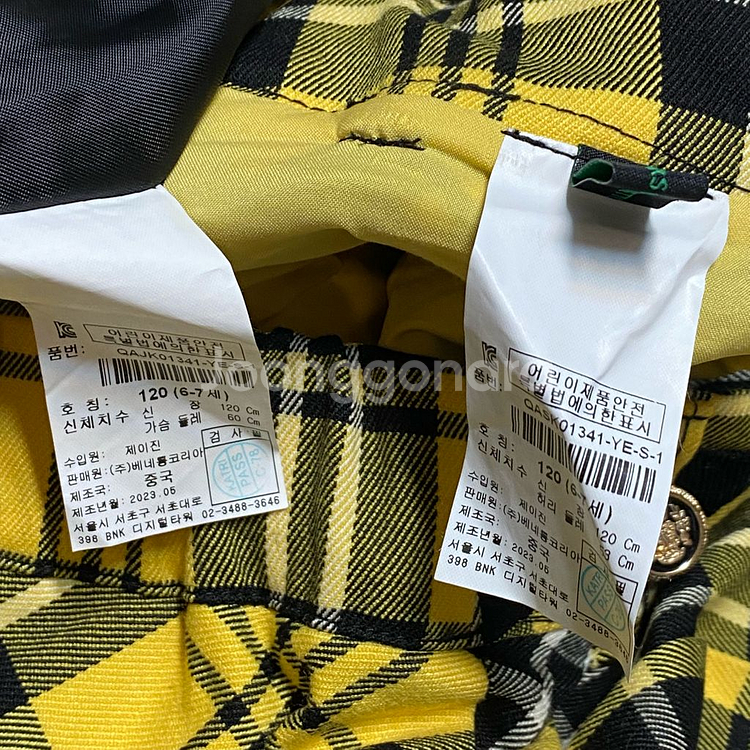 어린이제품안전
특별법에의한표시
품번:
QAJK01341-YE
호 칭: 120 (6-7 세)
신체치수 신 장 120 Cm
가슴 둘레 60 Cm
수입원: 제이진
판매원: (주)베네통코리아
제조국: 중국
제조년월: 2023.05
서울시 서초구 서초대로
398 BNK 디지털타워 02-3488-3646
검 사 필
KATRI
PASS
어린이제품안전
특별법에의한표시
품번:
QASK01341-YE-S-1
호 칭: 120 (6-7세)
신체치수 신 장 120 Cm
허리 둘레 Cm
수입원: 제이진
판매원: (주)베네통코리아
제조국: 중국
제조년월: 2023.05
서울시 서초구 서초대로
398 BNK 디지털타워
02-3488-3646
필
KATRI
PASS
Joonggonara